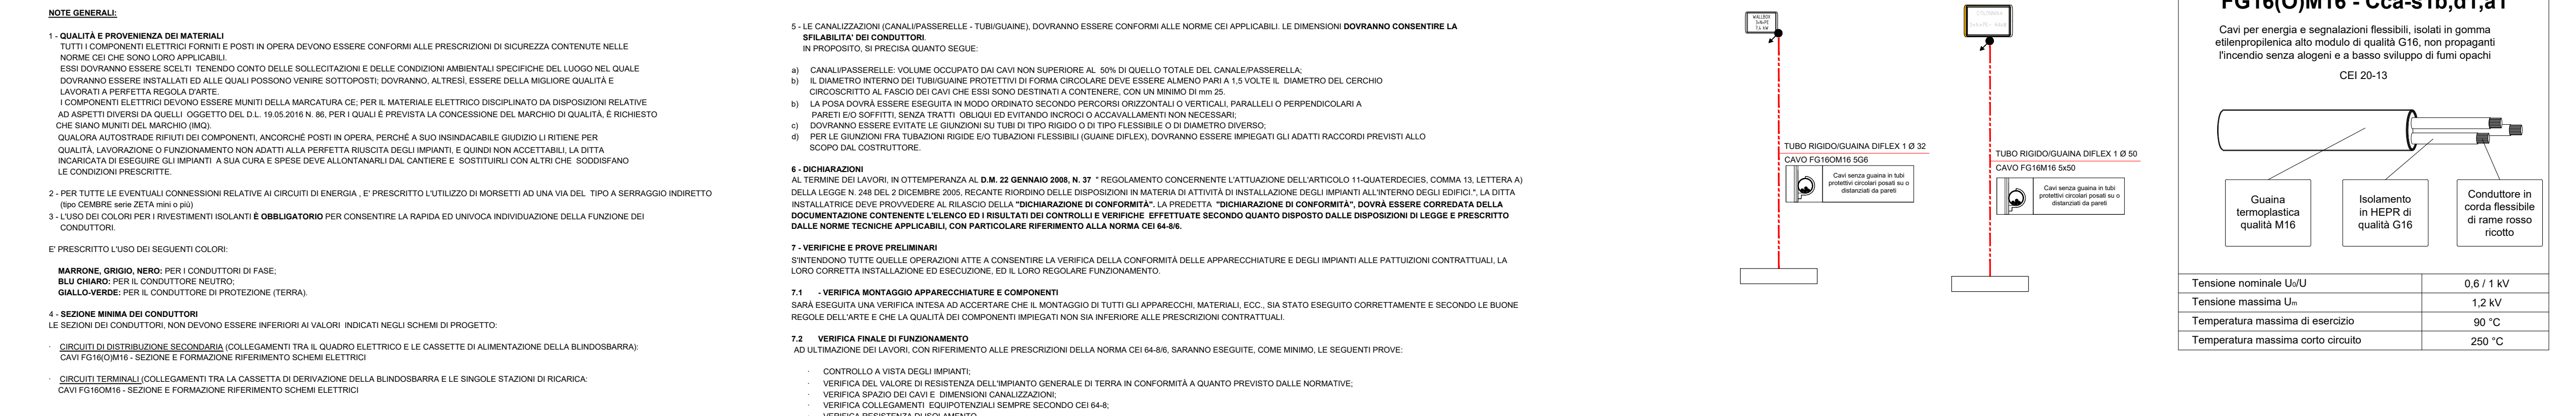 NOTE GENERALI:
1 - QUALITÀ E PROVENIENZA DEI MATERIALI
TUTTI I COMPONENTI ELETTRICI FORNITI E POSTI IN OPERA DEVONO ESSERE CONFORMI ALLE PRESCRIZIONI DI SICUREZZA CONTENUTE NELLE
NORME CEI CHE SONO LORO APPLICABILI.
ESSI DOVRANNO ESSERE SCELTI TENENDO CONTO DELLE SOLLECITAZIONI E DELLE CONDIZIONI AMBIENTALI SPECIFICHE DEL LUOGO NEL QUALE
DOVRANNO ESSERE INSTALLATI ED ALLE QUALI POSSONO VENIRE SOTTOPOSTI; DOVRANNO, ALTRESÌ, ESSERE DELLA MIGLIORE QUALITÀ E
LAVORATI A PERFETTA REGOLA D'ARTE.
I COMPONENTI ELETTRICI DEVONO ESSERE MUNITI DELLA MARCATURA CE; PER IL MATERIALE ELETTRICO DISCIPLINATO DA DISPOSIZIONI RELATIVE
AD ASPETTI DIVERSI DA QUELLI OGGETTO DEL D.L. 19.05.2016 N. 86, PER I QUALI È PREVISTA LA CONCESSIONE DEL MARCHIO DI QUALITÀ, È RICHIESTO
CHE SIANO MUNITI DEL MARCHIO (IMQ).
QUALORA AUTOSTRADE RIFIUTI DEI COMPONENTI, ANCORCHÉ POSTI IN OPERA, PERCHÉ A SUO INSINDACABILE GIUDIZIO LI RITIENE PER
QUALITÀ, LAVORAZIONE O FUNZIONAMENTO NON ADATTI ALLA PERFETTA RIUSCITA DEGLI IMPIANTI, E QUINDI NON ACCETTABILI, LA DITTA
INCARICATA DI ESEGUIRE GLI IMPIANTI A SUA CURA E SPESE DEVE ALLONTANARLI DAL CANTIERE E SOSTITUIRLI CON ALTRI CHE SODDISFANO
LE CONDIZIONI PRESCRITTE.
2 - PER TUTTE LE EVENTUALI CONNESSIONI RELATIVE AI CIRCUITI DI ENERGIA , E' PRESCRITTO L'UTILIZZO DI MORSETTI AD UNA VIA DEL TIPO A SERRAGGIO INDIRETTO
(tipo CEMBRE serie ZETA mini o più)
3 - L'USO DEI COLORI PER I RIVESTIMENTI ISOLANTI È OBBLIGATORIO PER CONSENTIRE LA RAPIDA ED UNIVOCA INDIVIDUAZIONE DELLA FUNZIONE DEI
CONDUTTORI.
E' PRESCRITTO L'USO DEI SEGUENTI COLORI:
MARRONE, GRIGIO, NERO: PER I CONDUTTORI DI FASE;
BLU CHIARO: PER IL CONDUTTORE NEUTRO;
GIALLO-VERDE: PER IL CONDUTTORE DI PROTEZIONE (TERRA).
4 - SEZIONE MINIMA DEI CONDUTTORI
LE SEZIONI DEI CONDUTTORI, NON DEVONO ESSERE INFERIORI AI VALORI INDICATI NEGLI SCHEMI DI PROGETTO:
· CIRCUITI DI DISTRIBUZIONE SECONDARIA (COLLEGAMENTI TRA IL QUADRO ELETTRICO E LE CASSETTE DI ALIMENTAZIONE DELLA BLINDOSBARRA):
CAVI FG16(O)M16 - SEZIONE E FORMAZIONE RIFERIMENTO SCHEMI ELETTRICI
· CIRCUITI TERMINALI (COLLEGAMENTI TRA LA CASSETTA DI DERIVAZIONE DELLA BLINDOSBARRA E LE SINGOLE STAZIONI DI RICARICA:
CAVI FG16OM16 - SEZIONE E FORMAZIONE RIFERIMENTO SCHEMI ELETTRICI
5 - LE CANALIZZAZIONI (CANALI/PASSERELLE - TUBI/GUAINE), DOVRANNO ESSERE CONFORMI ALLE NORME CEI APPLICABILI. LE DIMENSIONI DOVRANNO CONSENTIRE LA
SFILABILITA' DEI CONDUTTORI.
IN PROPOSITO, SI PRECISA QUANTO SEGUE:
a) CANALI/PASSERELLE: VOLUME OCCUPATO DAI CAVI NON SUPERIORE AL 50% DI QUELLO TOTALE DEL CANALE/PASSERELLA;
b) IL DIAMETRO INTERNO DEI TUBI/GUAINE PROTETTIVI DI FORMA CIRCOLARE DEVE ESSERE ALMENO PARI A 1,5 VOLTE IL DIAMETRO DEL CERCHIO
CIRCOSCRITTO AL FASCIO DEI CAVI CHE ESSI SONO DESTINATI A CONTENERE, CON UN MINIMO DI mm 25.
b) LA POSA DOVRÀ ESSERE ESEGUITA IN MODO ORDINATO SECONDO PERCORSI ORIZZONTALI O VERTICALI, PARALLELI O PERPENDICOLARI A
PARETI E/O SOFFITTI, SENZA TRATTI OBLIQUI ED EVITANDO INCROCI O ACCAVALLAMENTI NON NECESSARI;
c) DOVRANNO ESSERE EVITATE LE GIUNZIONI SU TUBI DI TIPO RIGIDO O DI TIPO FLESSIBILE O DI DIAMETRO DIVERSO;
d) PER LE GIUNZIONI FRA TUBAZIONI RIGIDE E/O TUBAZIONI FLESSIBILI (GUAINE DIFLEX), DOVRANNO ESSERE IMPIEGATI GLI ADATTI RACCORDI PREVISTI ALLO
SCOPO DAL COSTRUTTORE.
6 - DICHIARAZIONI
AL TERMINE DEI LAVORI, IN OTTEMPERANZA AL D.M. 22 GENNAIO 2008, N. 37 " REGOLAMENTO CONCERNENTE L'ATTUAZIONE DELL'ARTICOLO 11-QUATERDECIES, COMMA 13, LETTERA A)
DELLA LEGGE N. 248 DEL 2 DICEMBRE 2005, RECANTE RIORDINO DELLE DISPOSIZIONI IN MATERIA DI ATTIVITÀ DI INSTALLAZIONE DEGLI IMPIANTI ALL'INTERNO DEGLI EDIFICI.", LA DITTA
INSTALLATRICE DEVE PROVVEDERE AL RILASCIO DELLA "DICHIARAZIONE DI CONFORMITÀ". LA PREDETTA "DICHIARAZIONE DI CONFORMITÀ", DOVRÀ ESSERE CORREDATA DELLA
DOCUMENTAZIONE CONTENENTE L'ELENCO ED I RISULTATI DEI CONTROLLI E VERIFICHE EFFETTUATE SECONDO QUANTO DISPOSTO DALLE DISPOSIZIONI DI LEGGE E PRESCRITTO
DALLE NORME TECNICHE APPLICABILI, CON PARTICOLARE RIFERIMENTO ALLA NORMA CEI 64-8/6.
7 - VERIFICHE E PROVE PRELIMINARI
S'INTENDONO TUTTE QUELLE OPERAZIONI ATTE A CONSENTIRE LA VERIFICA DELLA CONFORMITÀ DELLE APPARECCHIATURE E DEGLI IMPIANTI ALLE PATTUIZIONI CONTRATTUALI, LA
LORO CORRETTA INSTALLAZIONE ED ESECUZIONE, ED IL LORO REGOLARE FUNZIONAMENTO.
7.1 - VERIFICA MONTAGGIO APPARECCHIATURE E COMPONENTI
SARÀ ESEGUITA UNA VERIFICA INTESA AD ACCERTARE CHE IL MONTAGGIO DI TUTTI GLI APPARECCHI, MATERIALI, ECC., SIA STATO ESEGUITO CORRETTAMENTE E SECONDO LE BUONE
REGOLE DELL'ARTE E CHE LA QUALITÀ DEI COMPONENTI IMPIEGATI NON SIA INFERIORE ALLE PRESCRIZIONI CONTRATTUALI.
7.2 VERIFICA FINALE DI FUNZIONAMENTO
AD ULTIMAZIONE DEI LAVORI, CON RIFERIMENTO ALLE PRESCRIZIONI DELLA NORMA CEI 64-8/6, SARANNO ESEGUITE, COME MINIMO, LE SEGUENTI PROVE:
· CONTROLLO A VISTA DEGLI IMPIANTI;
· VERIFICA DEL VALORE DI RESISTENZA DELL'IMPIANTO GENERALE DI TERRA IN CONFORMITÀ A QUANTO PREVISTO DALLE NORMATIVE;
· VERIFICA SPAZIO DEI CAVI E DIMENSIONI CANALIZZAZIONI;
· VERIFICA COLLEGAMENTI EQUIPOTENZIALI SEMPRE SECONDO CEI 64-8;
· VERIFICA RESISTENZA DI ISOLAMENTO
WALLBOX
3+N+PE
TUBO RIGIDO/GUAINA DIFLEX 1 Ø 32
CAVO FG16OM16 5G6
Cavi senza guaina in tubi
protettivi circolari posati su o
distanziati da pareti
COLONNINA
TUBO RIGIDO/GUAINA DIFLEX 1 Ø 50
CAVO FG16M16 5x50
Cavi senza guaina in tubi
protettivi circolari posati su o
distanziati da pareti
FG16(O)M16 - Cca-s1b,d1,a1
Cavi per energia e segnalazioni flessibili, isolati in gomma
etilenpropilenica alto modulo di qualità G16, non propaganti
l'incendio senza alogeni e a basso sviluppo di fumi opachi
CEI 20-13
Guaina
termoplastica
qualità M16
Isolamento
in HEPR di
qualità G16
Conduttore in
corda flessibile
di rame rosso
ricotto
Tensione nominale U0/U 0,6 / 1 kV
Tensione massima Um 1,2 kV
Temperatura massima di esercizio 90 °C
Temperatura massima corto circuito 250 °C